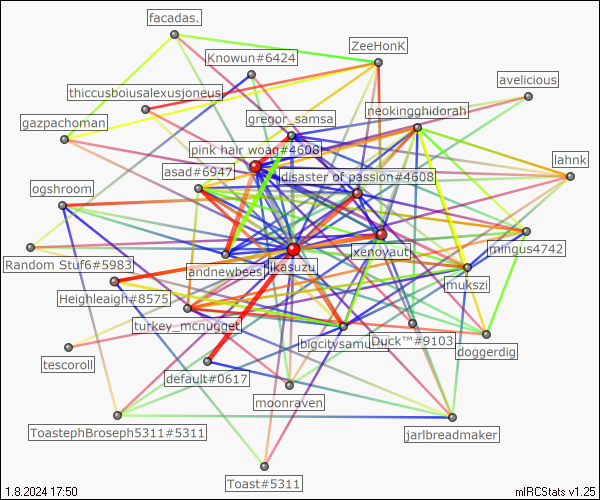 facadas.
ZeeHonK
Knowun#6424
avelicious
thiccusboiusalexusjoneus
gregor_samsa
neokingghidorah
gazpachoman
pink hair woag#4608
lahnk
asad#6947
disaster of passion#4608
ogshroom
mingus4742
xenoyaut
Random Stuf6#5983
andnewbees
jikasuzu
mukszi
Heighleigh#8575
turkey_mcnugget
bigcitysamu
Duck™#9103
doggerdig
tescoroll
default#0617
moonraven
ToastephBroseph5311#5311
jarlbreadmaker
Toast#5311
1.8.2024 17:50
mIRCStats v1.25